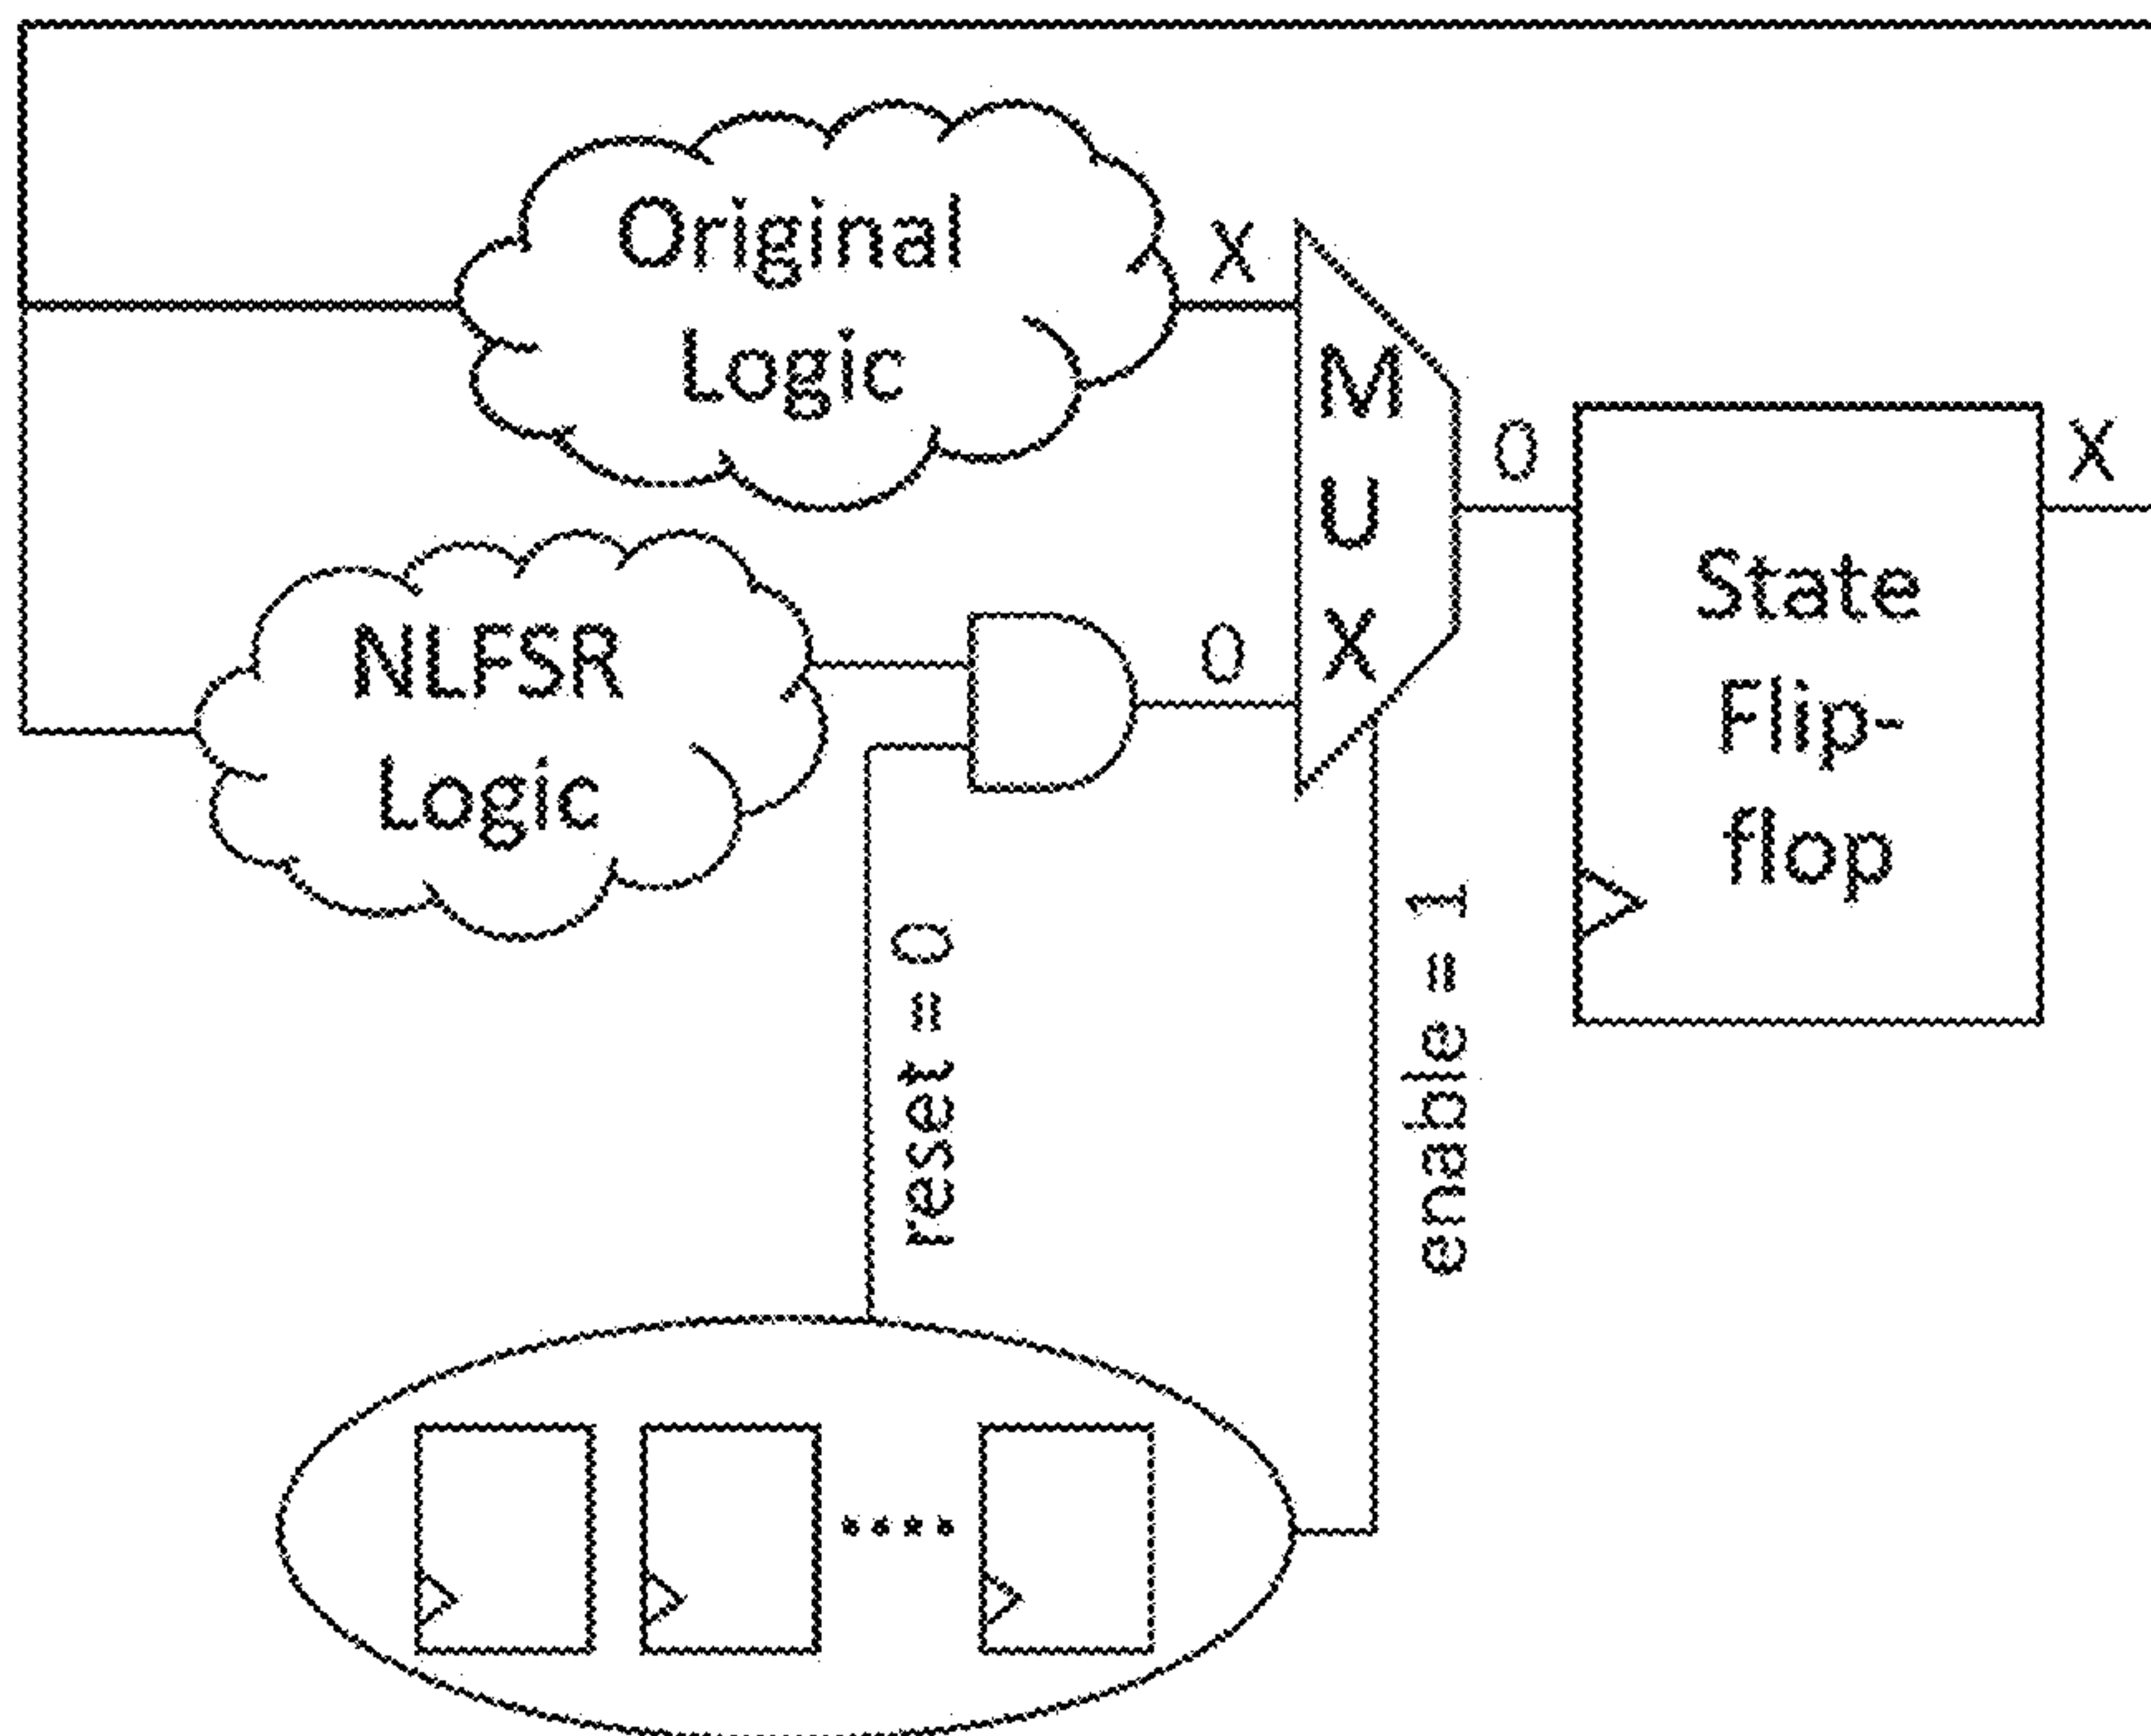 Original
Logic
X
M
U
X
0
State
Flip-
flop
X
NLFSR
Logic
0
reset = 0
enable = 1